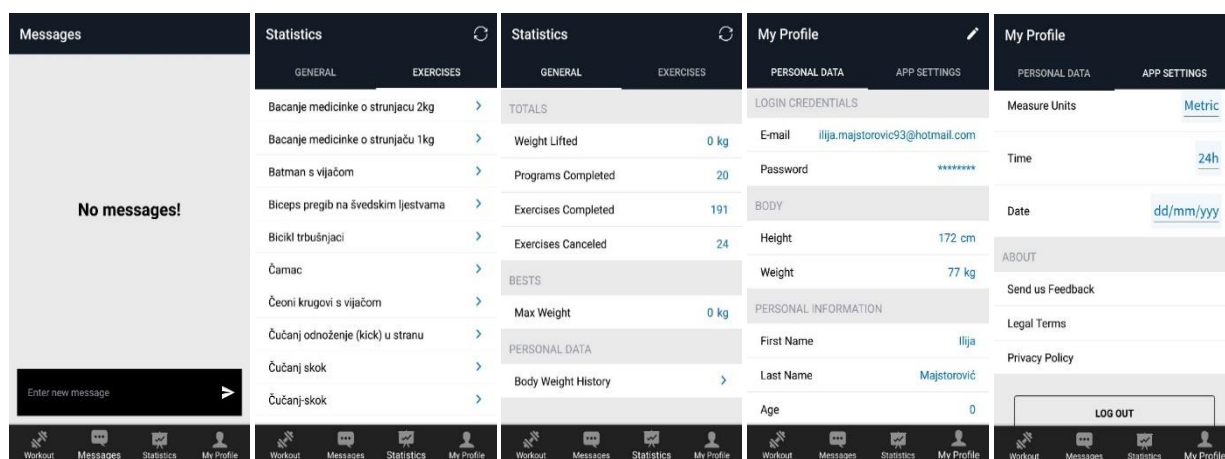 Messages
No messages!
Enter new message
Workout Messages Statistics My Profile
Statistics
GENERAL EXERCISES
Bacanje medicinke o strunjacu 2kg
Bacanje medicinke o strunjaču 1kg
Batman s vijačom
Biceps pregib na švedskim ljestvama
Bicikl trbušnjaci
Čamac
Čeoni krugovi s vijačom
Čučanj odnoženje (kick) u stranu
Čučanj skok
Čučanj-skok
Workout Messages Statistics My Profile
Statistics
GENERAL EXERCISES
TOTALS
Weight Lifted 0 kg
Programs Completed 20
Exercises Completed 191
Exercises Canceled 24
BESTS
Max Weight 0 kg
PERSONAL DATA
Body Weight History
Workout Messages Statistics My Profile
My Profile
PERSONAL DATA APP SETTINGS
LOGIN CREDENTIALS
E-mail ilija.majstorovic93@hotmail.com
Password ********
BODY
Height 172 cm
Weight 77 kg
PERSONAL INFORMATION
First Name Ilija
Last Name Majstorović
Age 0
Workout Messages Statistics My Profile
My Profile
PERSONAL DATA APP SETTINGS
Measure Units Metric
Time 24h
Date dd/mm/yyy
ABOUT
Send us Feedback
Legal Terms
Privacy Policy
LOG OUT
Workout Messages Statistics My Profile